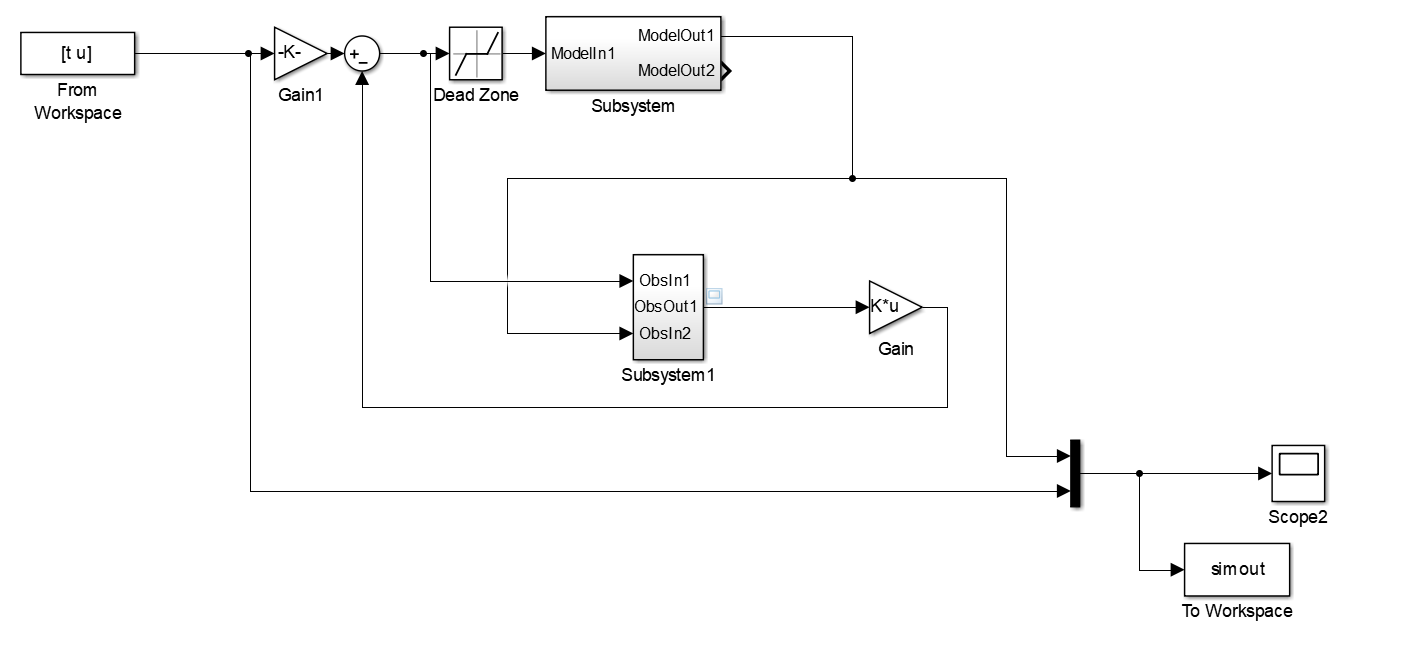 [t u]
From
Workspace
-K-
Gain1
+
−
Dead Zone
ModelIn1
ModelOut1
ModelOut2
Subsystem
ObsIn1
ObsOut1
ObsIn2
Subsystem1
K*u
Gain
Scope2
simout
To Workspace